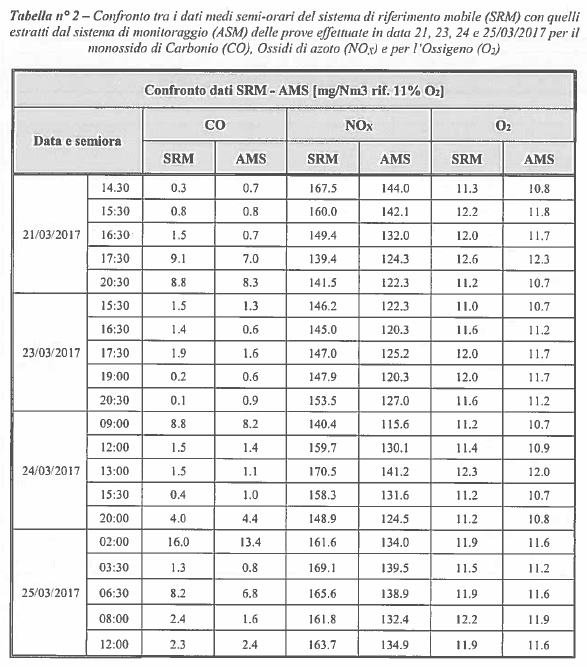 Tabella n° 2 – Confronto tra i dati medi semi-orari del sistema di riferimento mobile (SRM) con quelli
estratti dal sistema di monitoraggio (ASM) delle prove effettuate in data 21, 23, 24 e 25/03/2017 per il
monossido di Carbonio (CO), Ossidi di azoto (NOX) e per l'Ossigeno (O2)
Confronto dati SRM - AMS [mg/Nm3 rif. 11% O2]
Data e semiora CO NOX O2
SRM AMS SRM AMS SRM AMS
21/03/2017
14.30 0.3 0.7 167.5 144.0 11.3 10.8
15:30 0.8 0.8 160.0 142.1 12.2 11.8
16:30 1.5 0.7 149.4 132.0 12.0 11.7
17:30 9.1 7.0 139.4 124.3 12.6 12.3
20:30 8.8 8.3 141.5 122.3 11.2 10.7
23/03/2017
15:30 1.5 1.3 146.2 122.3 11.0 10.7
16:30 1.4 0.6 145.0 120.3 11.6 11.2
17:30 1.9 1.6 147.0 125.2 12.0 11.7
19:00 0.2 0.6 147.9 120.3 12.0 11.7
20:30 0.1 0.9 153.5 127.0 11.6 11.2
24/03/2017
09:00 8.8 8.2 140.4 115.6 11.2 10.7
12:00 1.5 1.4 159.7 130.1 11.4 10.9
13:00 1.5 1.1 170.5 141.2 12.3 12.0
15:30 0.4 1.0 158.3 131.6 11.2 10.7
20:00 4.0 4.4 148.9 124.5 11.2 10.8
25/03/2017
02:00 16.0 13.4 161.6 134.0 11.9 11.6
03:30 1.3 0.8 169.1 139.5 11.5 11.2
06:30 8.2 6.8 165.6 138.9 11.9 11.6
08:00 2.4 1.6 161.8 132.4 12.2 11.9
12:00 2.3 2.4 163.7 134.9 11.9 11.6